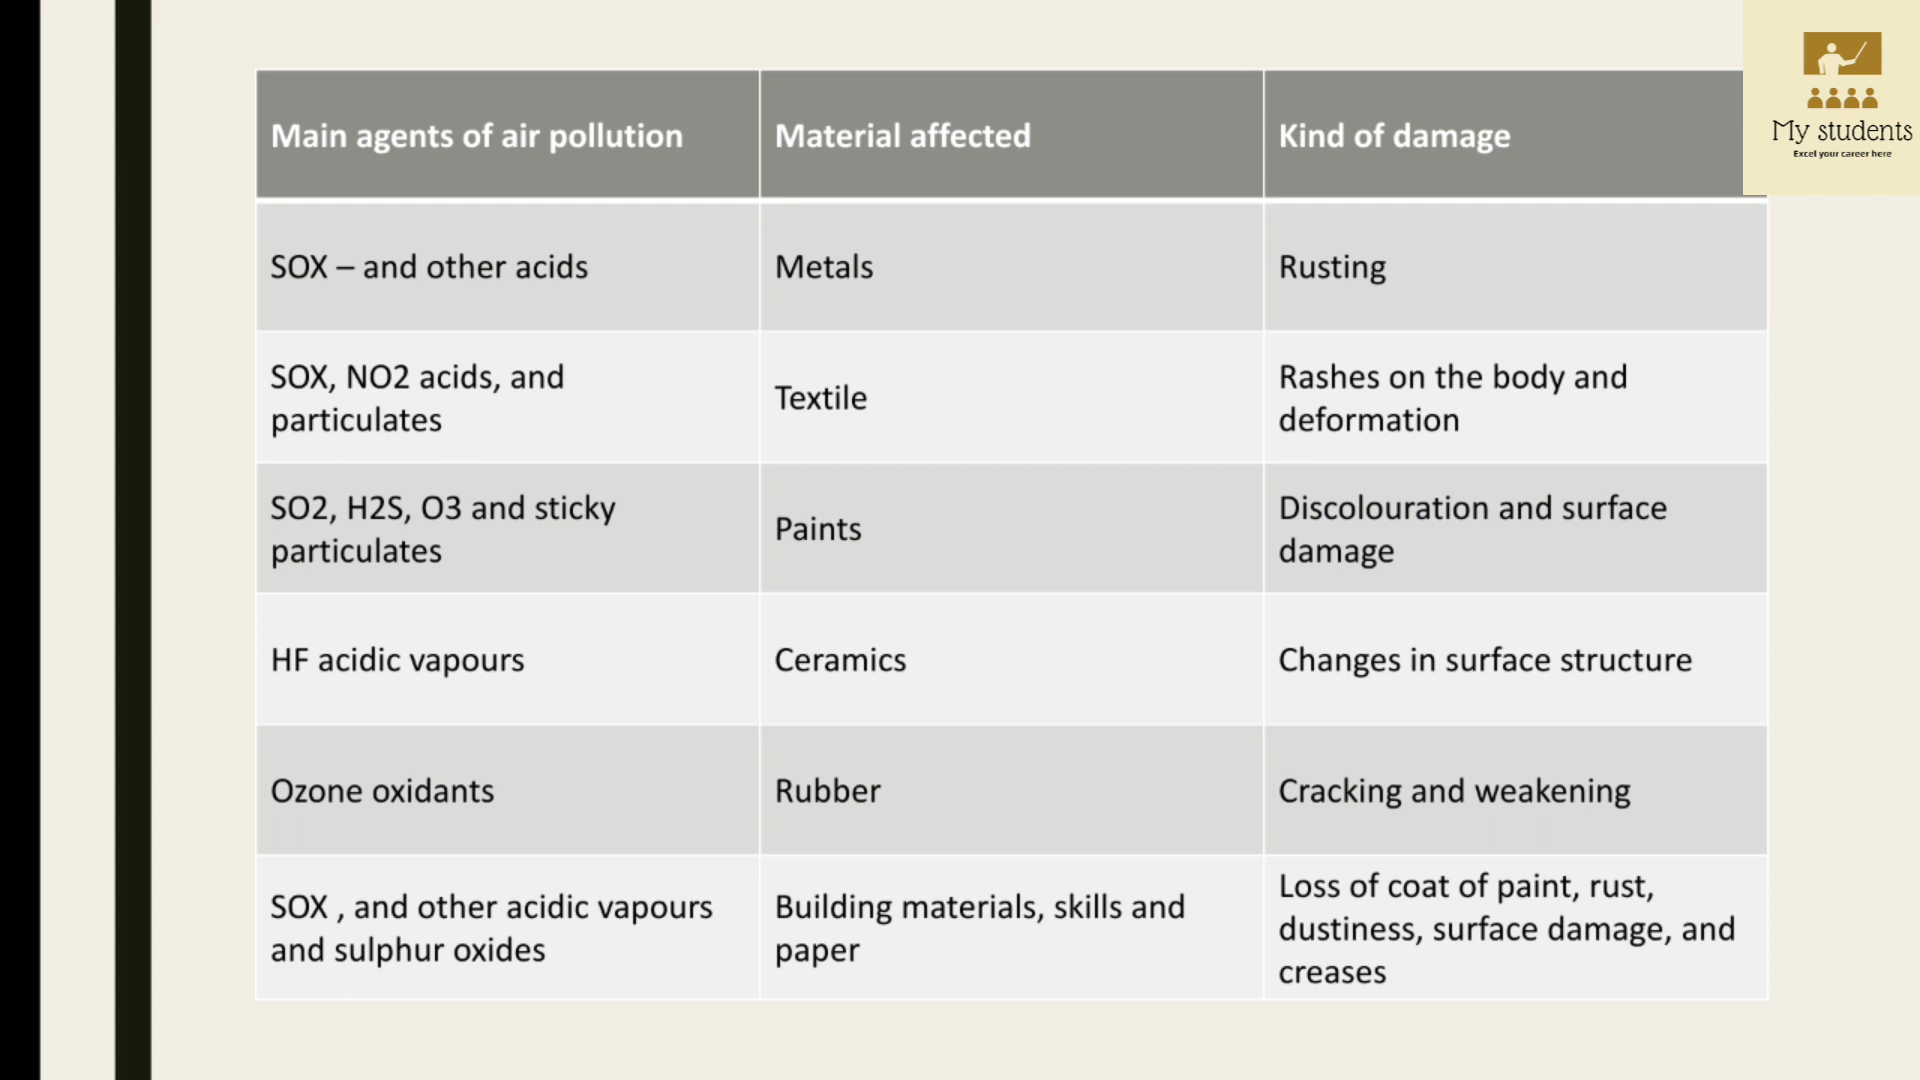 Main agents of air pollution
Material affected
Kind of damage
My students
Excel your career here
SOX – and other acids
Metals
Rusting
SOX, NO2 acids, and
particulates
Textile
Rashes on the body and
deformation
SO2, H2S, O3 and sticky
particulates
Paints
Discolouration and surface
damage
HF acidic vapours
Ceramics
Changes in surface structure
Ozone oxidants
Rubber
Cracking and weakening
SOX , and other acidic vapours
and sulphur oxides
Building materials, skills and
paper
Loss of coat of paint, rust,
dustiness, surface damage, and
creases